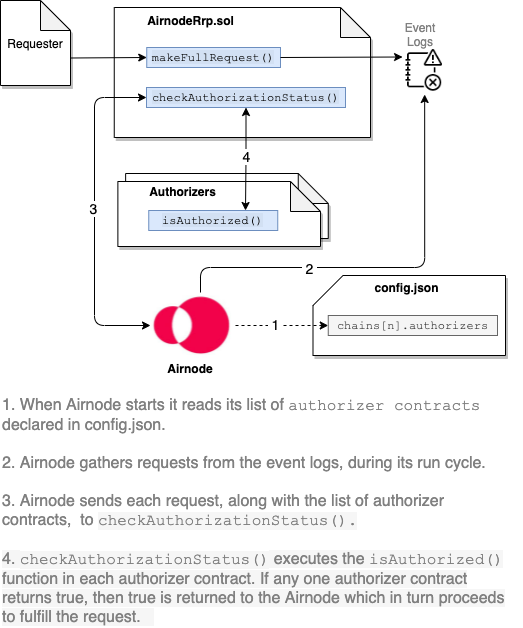 Requester
AirnodeRrp.sol
Event
Logs
makeFullRequest()
checkAuthorizationStatus()
4
Authorizers
isAuthorized()
3
2
config.json
1
chains[n].authorizers
Airnode
1. When Airnode starts it reads its list of authorizer contracts
declared in config.json.
2. Airnode gathers requests from the event logs, during its run cycle.
3. Airnode sends each request, along with the list of authorizer
contracts,  to checkAuthorizationStatus().
4. checkAuthorizationStatus() executes the isAuthorized()
function in each authorizer contract. If any one authorizer contract
returns true, then true is returned to the Airnode which in turn proceeds
to fulfill the request.